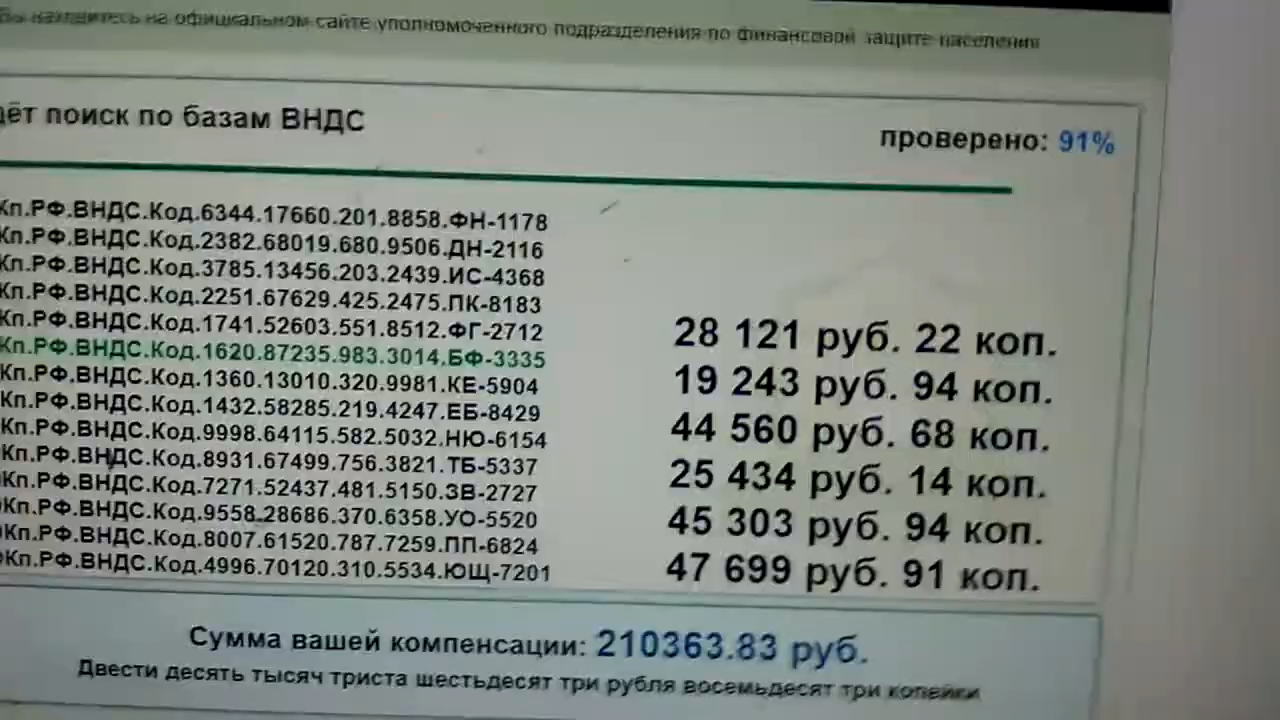 Вы находитесь на официальном сайте уполномоченного подразделения по финансовой защите населения
дёт поиск по базам ВНДС
проверено: 91%
Кп.РФ.ВНДС.Код.6344.17660.201.8858.ФН-1178
Кп.РФ.ВНДС.Код.2382.68019.680.9506.ДН-2116
Кп.РФ.ВНДС.Код.3785.13456.203.2439.ИС-4368
Кп.РФ.ВНДС.Код.2251.67629.425.2475.ПК-8183
Кп.РФ.ВНДС.Код.1741.52603.551.8512.ФГ-2712
28 121 руб. 22 коп.
Кп.РФ.ВНДС.Код.1620.87235.983.3014.БФ-3335
Кп.РФ.ВНДС.Код.1360.13010.320.9981.КЕ-5904
19 243 руб. 94 коп.
Кп.РФ.ВНДС.Код.1432.58285.219.4247.ЕБ-8429
Кп.РФ.ВНДС.Код.9998.64115.582.5032.НЮ-6154
44 560 руб. 68 коп.
Кп.РФ.ВНДС.Код.8931.67499.756.3821.ТБ-5337
25 434 руб. 14 коп.
Кп.РФ.ВНДС.Код.7271.52437.481.5150.ЗВ-2727
Кп.РФ.ВНДС.Код.9558.28686.370.6358.УО-5520
45 303 руб. 94 коп.
Кп.РФ.ВНДС.Код.8007.61520.787.7259.ПП-6824
Кп.РФ.ВНДС.Код.4996.70120.310.5534.ЮЩ-7201
47 699 руб. 91 коп.
Сумма вашей компенсации: 210363.83 руб.
Двести десять тысяч триста шестьдесят три рубля восемьдесят три копейки